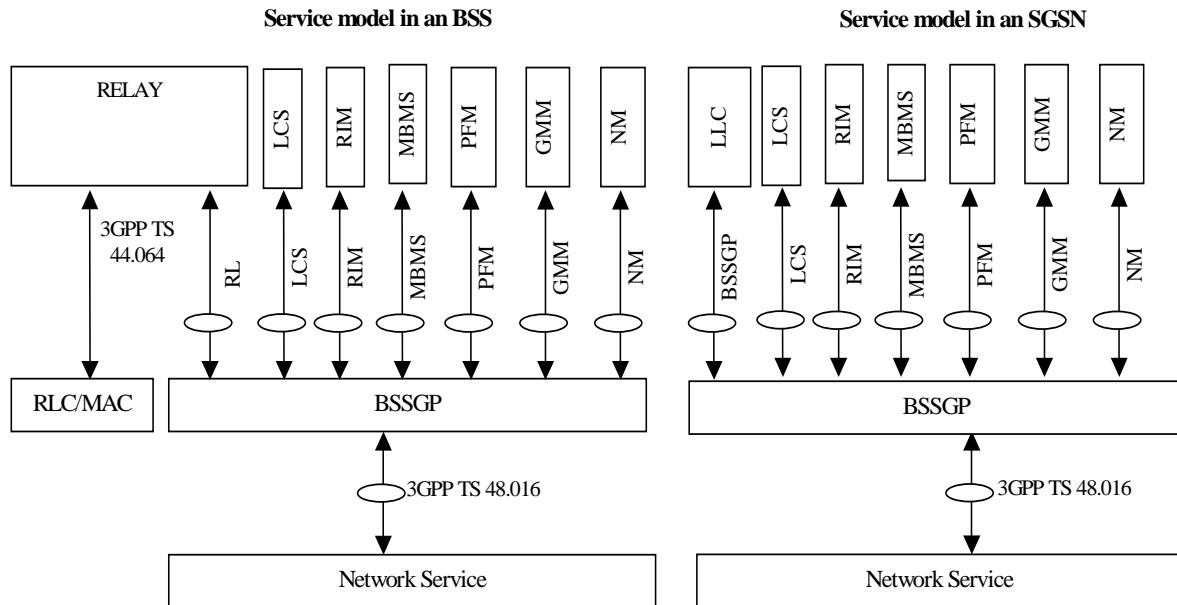 Service model in an BSS
Service model in an SGSN
RELAY
LCS
RIM
MBMS
PFM
GMM
NM
LLC
LCS
RIM
MBMS
PFM
GMM
NM
3GPP TS
44.064
RL
LCS
RIM
MBMS
PFM
GMM
NM
BSSGP
LCS
RIM
MBMS
PFM
GMM
NM
RLC/MAC
BSSGP
BSSGP
3GPP TS 48.016
3GPP TS 48.016
Network Service
Network Service